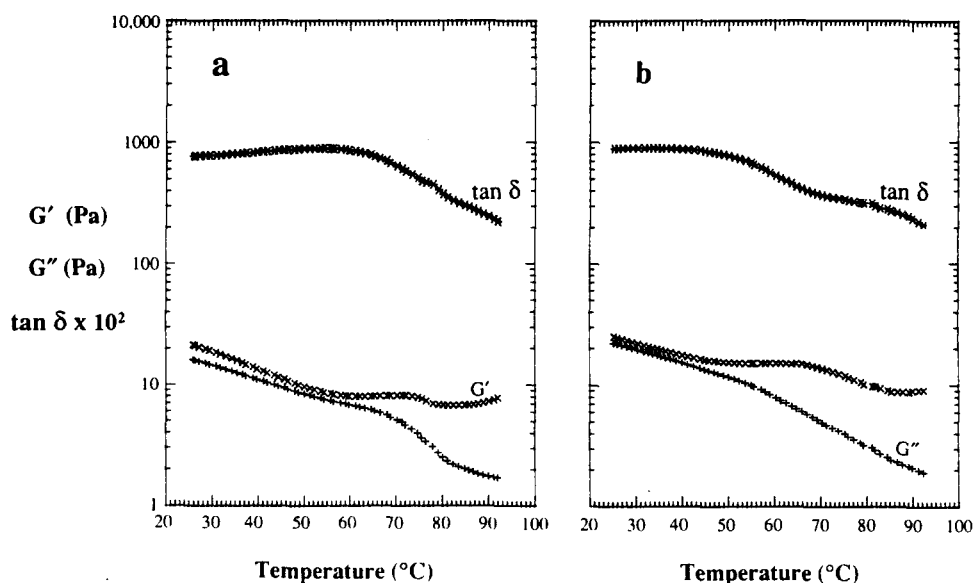 10,000
a
b
1000
tan δ
tan δ
G′ (Pa)
G″ (Pa)
100
tan δ x 10²
10
G′
G″
1
20 30 40 50 60 70 80 90 100
20 30 40 50 60 70 80 90 100
Temperature (°C)
Temperature (°C)